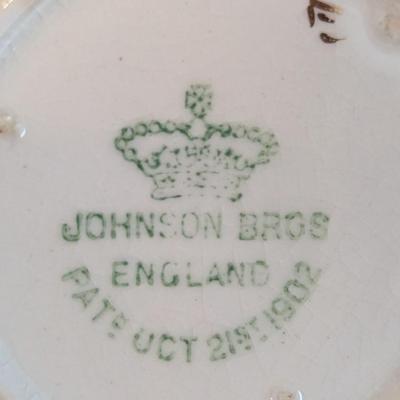 JOHNSON BROS
ENGLAND
PATD OCT 21ST. 1902